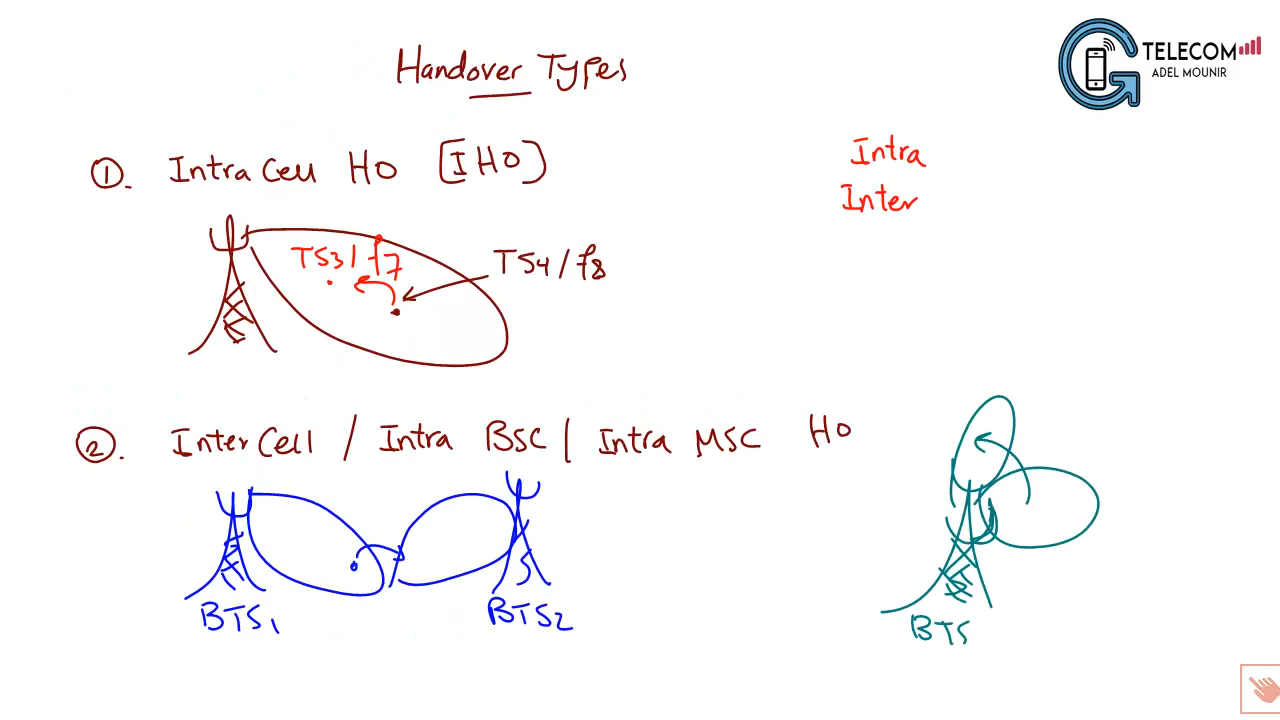 TELECOM
ADEL MOUNIR
Handover Types
①. Intra Cell HO [IHO]
Intra
Inter
TS3/f7
TS4/f8
②. Inter Cell / Intra BSC / Intra MSC HO
BTS1
BTS2
BTS